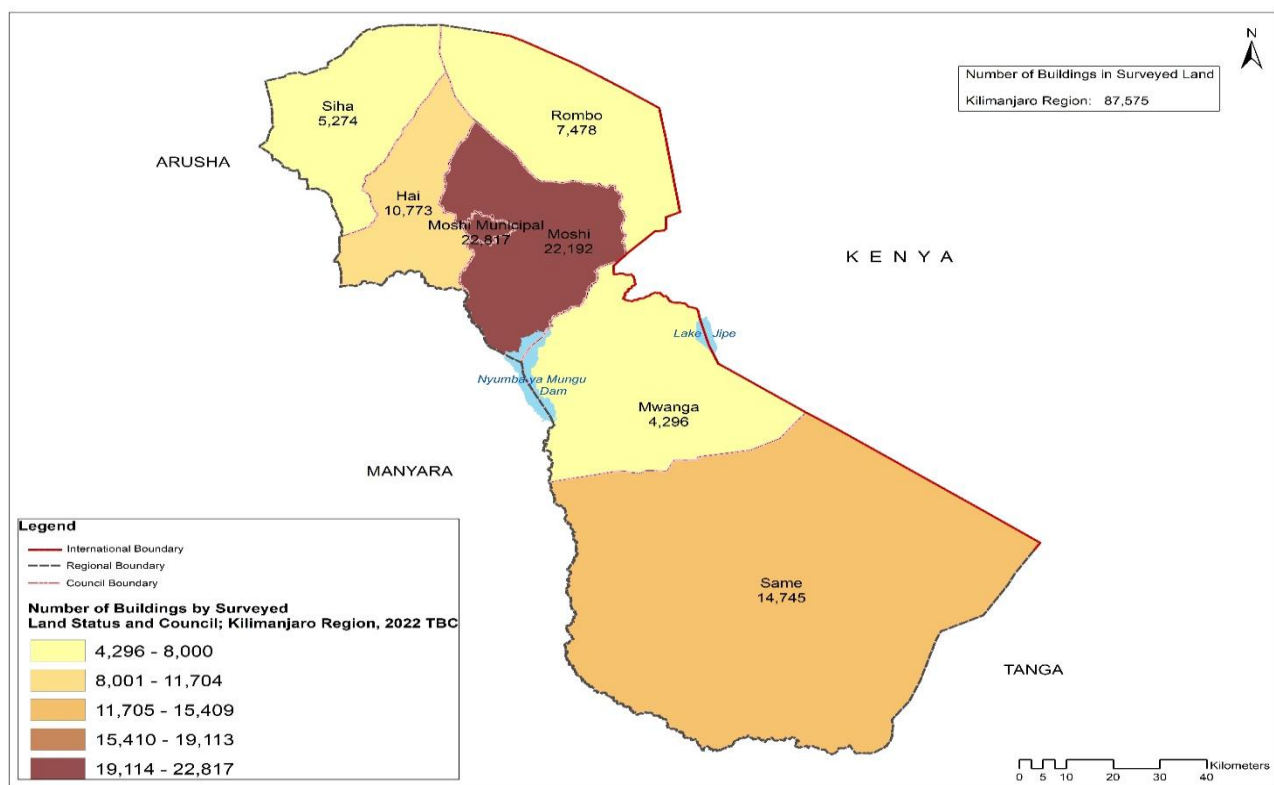 N
Number of Buildings in Surveyed Land
Kilimanjaro Region: 87,575
Siha
5,274
Rombo
7,478
ARUSHA
Hai
10,773
Moshi Municipal
22,817
Moshi
22,192
KENYA
Lake Jipe
Nyumba ya Mungu
Dam
Mwanga
4,296
MANYARA
Same
14,745
TANGA
Legend
International Boundary
Regional Boundary
Council Boundary
Number of Buildings by Surveyed
Land Status and Council; Kilimanjaro Region, 2022 TBC
4,296 - 8,000
8,001 - 11,704
11,705 - 15,409
15,410 - 19,113
19,114 - 22,817
Kilometers
0 5 10 20 30 40